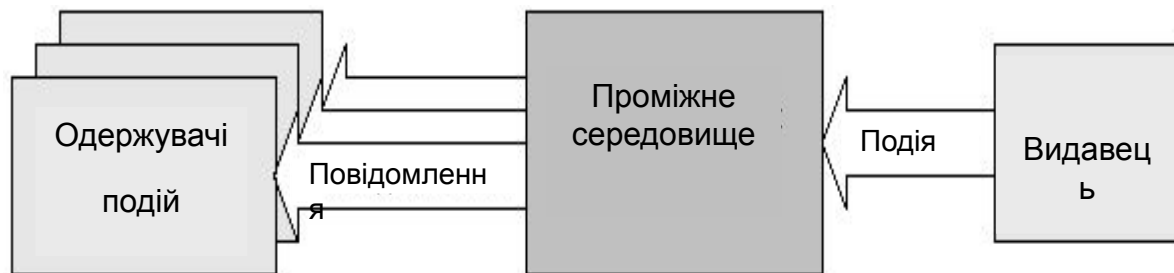 Одержувачі
подій
Повідомленн
я
Проміжне
середовище
Подія
Видавец
ь